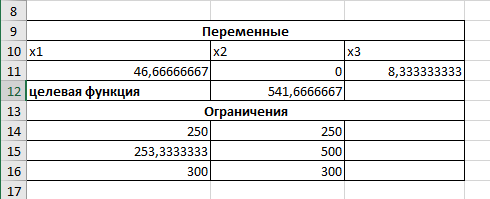 8
9 Переменные
10 x1 x2 x3
11 46,66666667 0 8,333333333
12 целевая функция 541,6666667
13 Ограничения
14 250 250
15 253,3333333 500
16 300 300
17